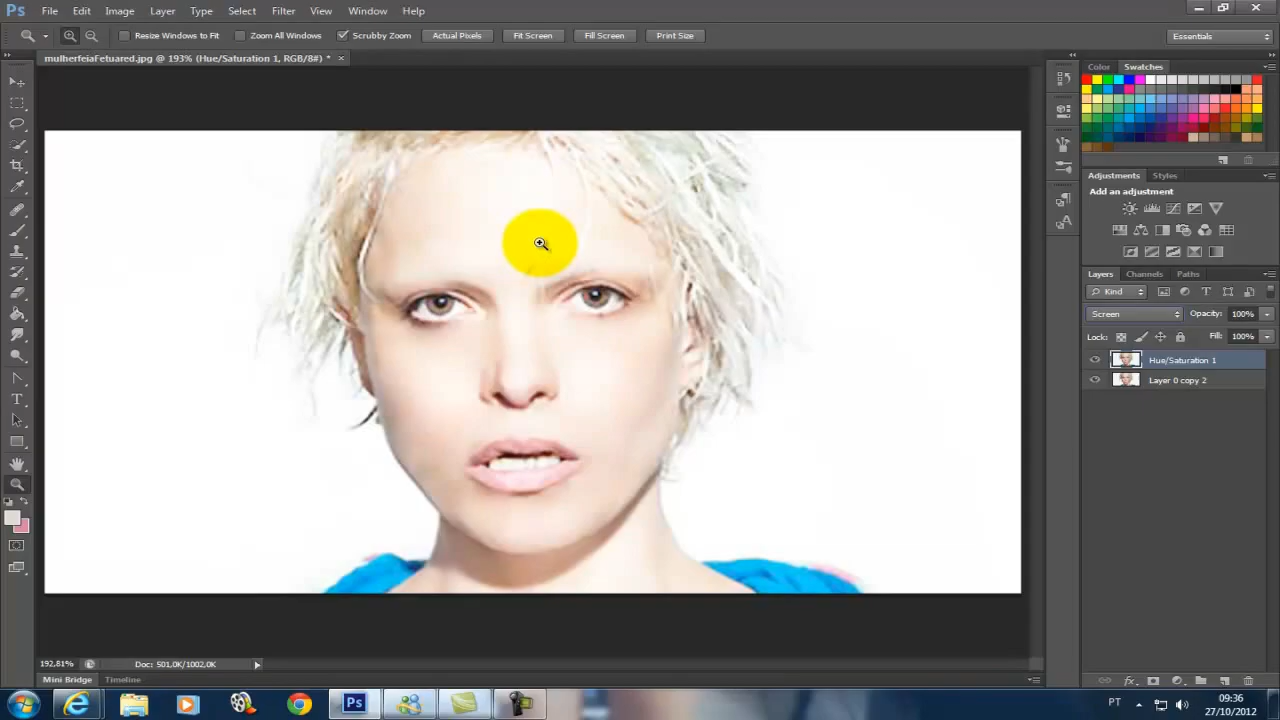 Ps File Edit Image Layer Type Select Filter View Window Help
Resize Windows to Fit Zoom All Windows Scrubby Zoom Actual Pixels Fit Screen Fill Screen Print Size Essentials
mulherfeiaFetuared.jpg @ 193% (Hue/Saturation 1, RGB/8#) * ×
Color Swatches
Adjustments Styles
Add an adjustment
Layers Channels Paths
Kind
Screen Opacity: 100%
Lock: Fill: 100%
Hue/Saturation 1
Layer 0 copy 2
192,81% Doc: 501,0K/1002,0K
Mini Bridge Timeline
Ps PT 09:36
27/10/2012